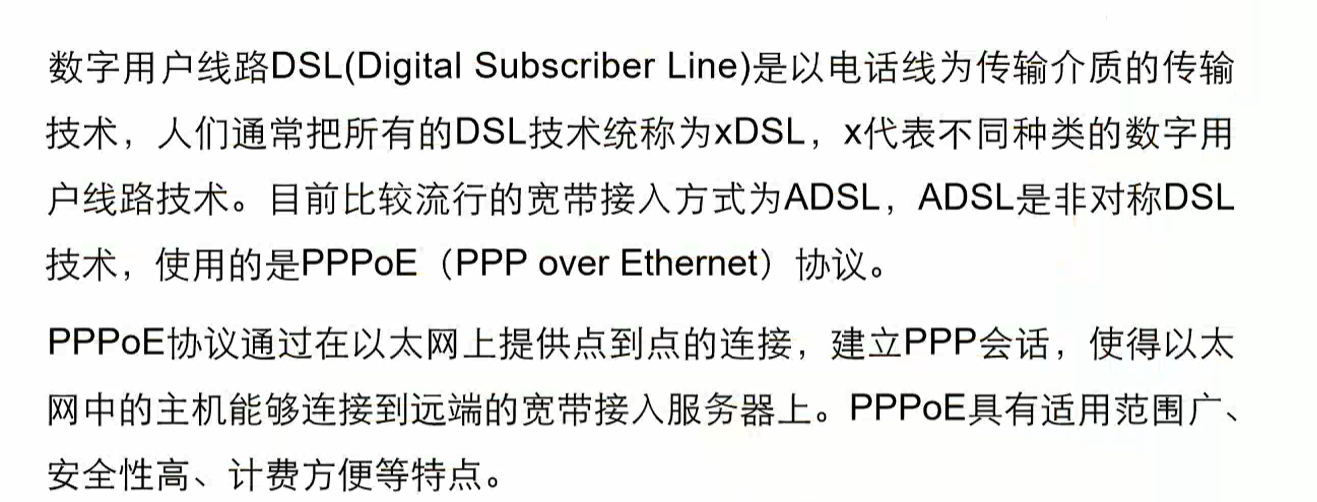 数字用户线路DSL(Digital Subscriber Line)是以电话线为传输介质的传输
技术，人们通常把所有的DSL技术统称为xDSL，x代表不同种类的数字用
户线路技术。目前比较流行的宽带接入方式为ADSL，ADSL是非对称DSL
技术，使用的是PPPoE（PPP over Ethernet）协议。
PPPoE协议通过在以太网上提供点到点的连接，建立PPP会话，使得以太
网中的主机能够连接到远端的宽带接入服务器上。PPPoE具有适用范围广、
安全性高、计费方便等特点。